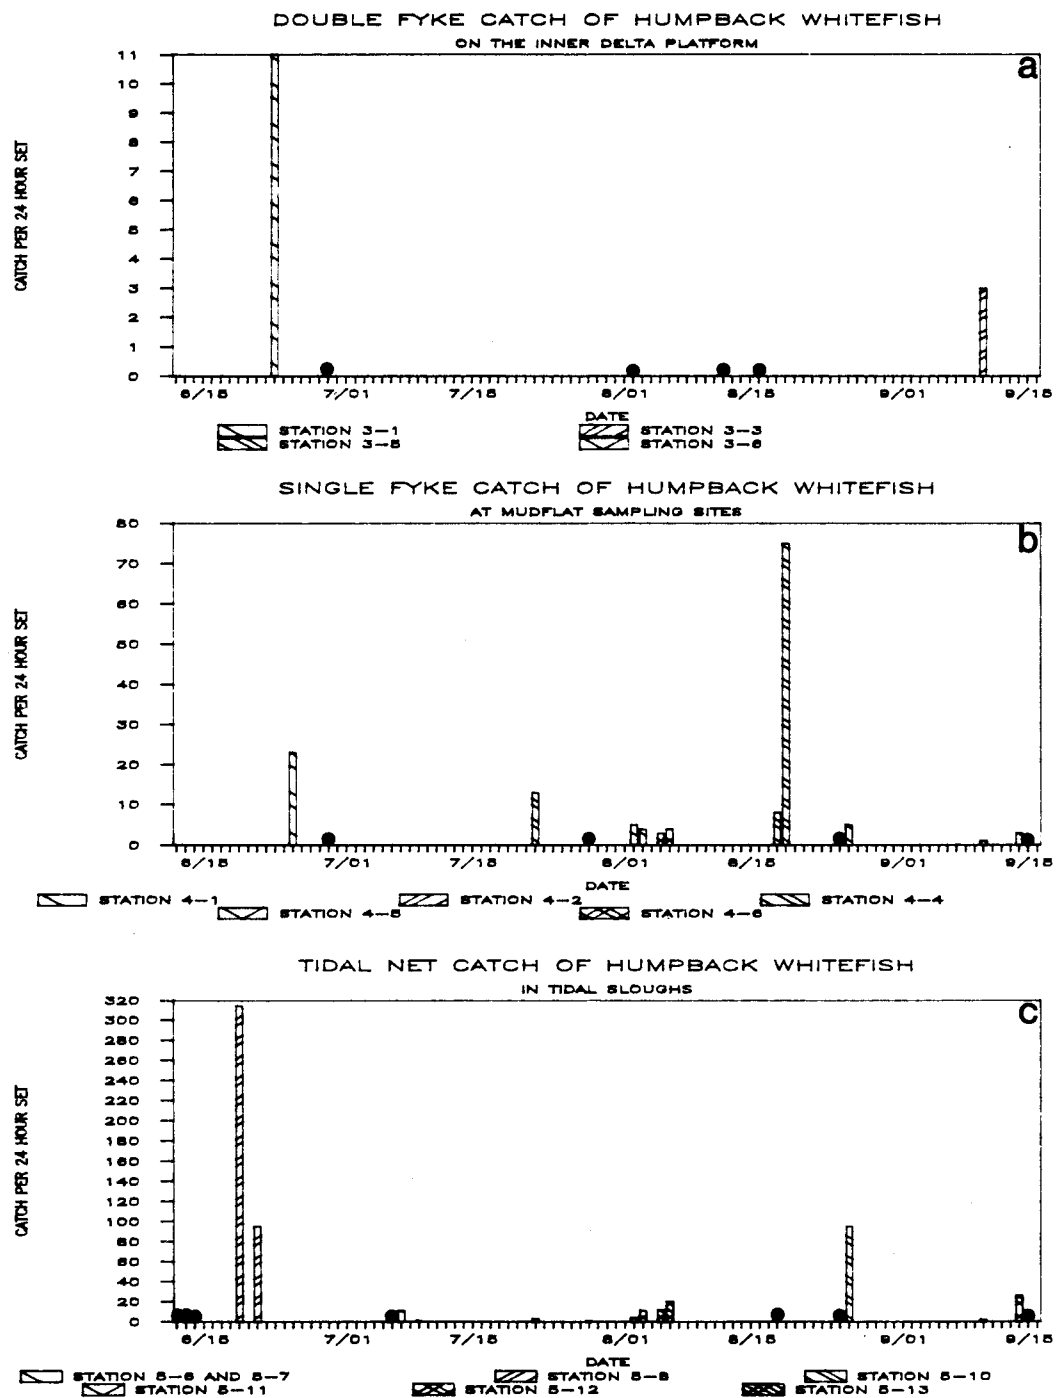 DOUBLE FYKE CATCH OF HUMPBACK WHITEFISH
ON THE INNER DELTA PLATFORM
a
CATCH PER 24 HOUR SET
11
10
9
8
7
6
5
4
3
2
1
0
6/15 7/01 7/15 8/01 8/15 9/01 9/15
DATE
STATION 3-1 STATION 3-3
STATION 3-5 STATION 3-6
SINGLE FYKE CATCH OF HUMPBACK WHITEFISH
AT MUDFLAT SAMPLING SITES
b
CATCH PER 24 HOUR SET
80
70
60
50
40
30
20
10
0
6/15 7/01 7/15 8/01 8/15 9/01 9/15
DATE
STATION 4-1 STATION 4-2 STATION 4-4
STATION 4-5 STATION 4-6
TIDAL NET CATCH OF HUMPBACK WHITEFISH
IN TIDAL SLOUGHS
c
CATCH PER 24 HOUR SET
320
300
280
260
240
220
200
180
160
140
120
100
80
60
40
20
0
6/15 7/01 7/15 8/01 8/15 9/01 9/15
DATE
STATION 5-6 AND 5-7 STATION 5-8 STATION 5-10
STATION 5-11 STATION 5-12 STATION 5-13